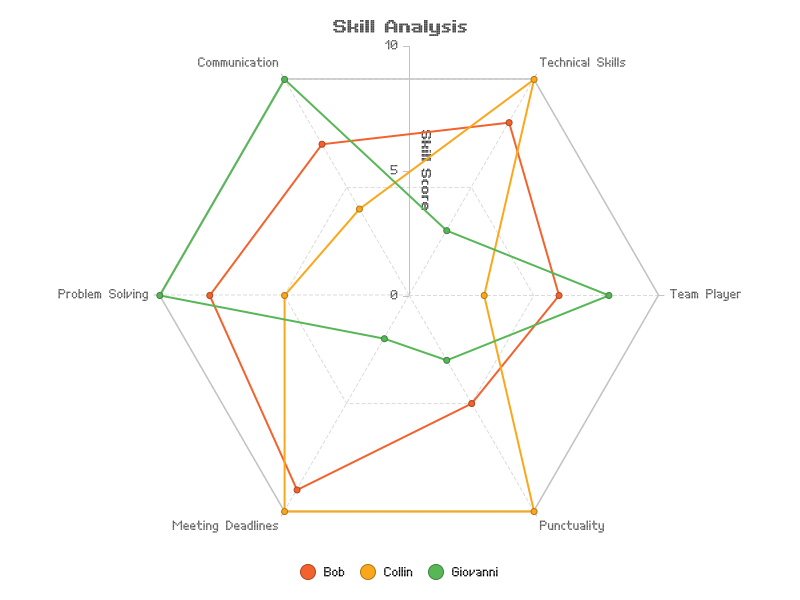 Skill Analysis
10
Communication
Technical Skills
5
Skill Score
Problem Solving
0
Team Player
Meeting Deadlines
Punctuality
Bob
Collin
Giovanni